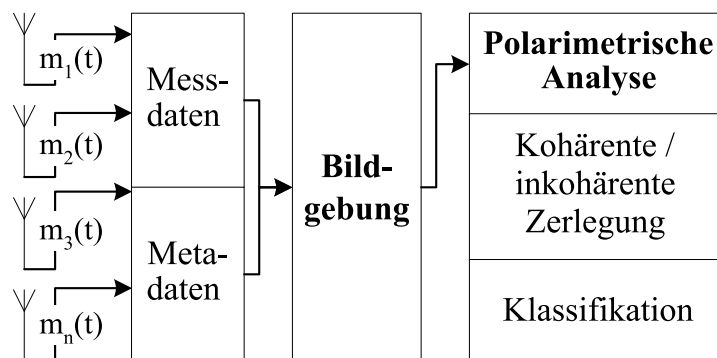 m1(t)
m2(t)
m3(t)
mn(t)
Mess-
daten
Meta-
daten
Bild-
gebung
Polarimetrische
Analyse
Kohärente /
inkohärente
Zerlegung
Klassifikation